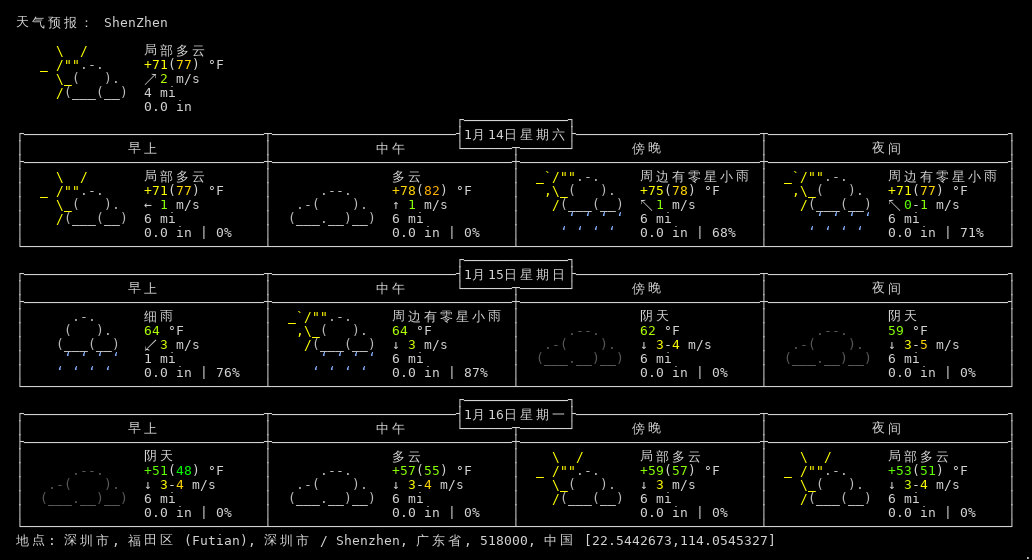 天气预报： ShenZhen
局部多云
+71(77) °F
↗2 m/s
4 mi
0.0 in
1月14日星期六
早上 中午 傍晚 夜间
局部多云 多云 周边有零星小雨 周边有零星小雨
+71(77) °F +78(82) °F +75(78) °F +71(77) °F
← 1 m/s ↑ 1 m/s ↖1 m/s ↖0-1 m/s
6 mi 6 mi 6 mi 6 mi
0.0 in | 0% 0.0 in | 0% 0.0 in | 68% 0.0 in | 71%
1月15日星期日
早上 中午 傍晚 夜间
细雨 周边有零星小雨 阴天 阴天
64 °F 64 °F 62 °F 59 °F
↙3 m/s ↓ 3 m/s ↓ 3-4 m/s ↓ 3-5 m/s
1 mi 6 mi 6 mi 6 mi
0.0 in | 76% 0.0 in | 87% 0.0 in | 0% 0.0 in | 0%
1月16日星期一
早上 中午 傍晚 夜间
阴天 多云 局部多云 局部多云
+51(48) °F +57(55) °F +59(57) °F +53(51) °F
↓ 3-4 m/s ↓ 3-4 m/s ↓ 3 m/s ↓ 3-4 m/s
6 mi 6 mi 6 mi 6 mi
0.0 in | 0% 0.0 in | 0% 0.0 in | 0% 0.0 in | 0%
地点: 深圳市, 福田区 (Futian), 深圳市 / Shenzhen, 广东省, 518000, 中国 [22.5442673,114.0545327]